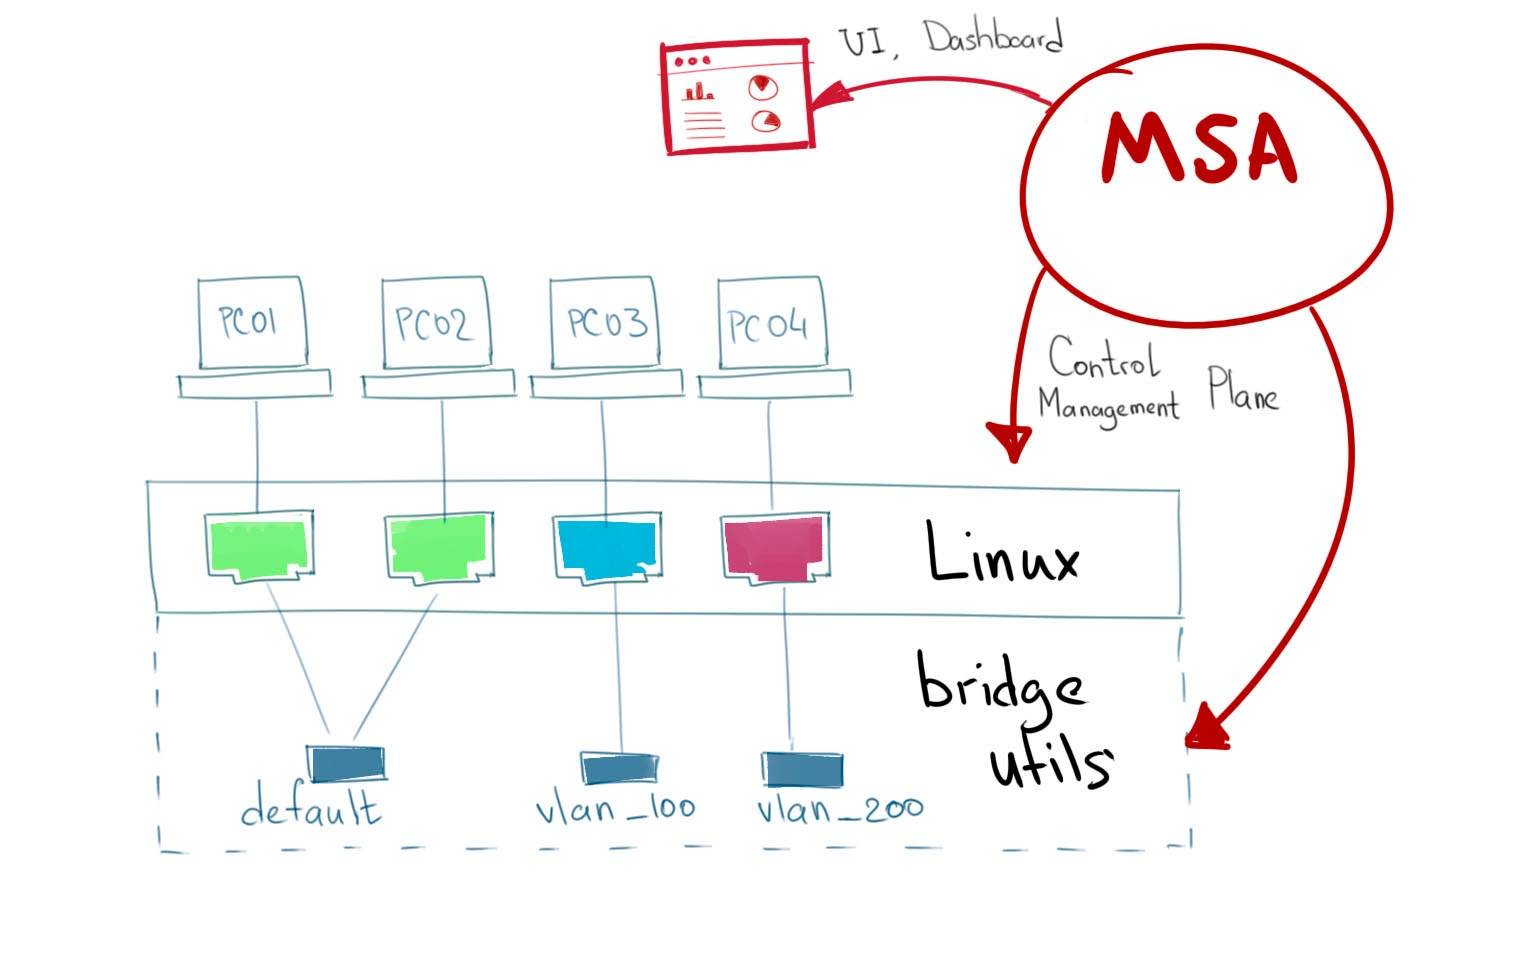 UI, Dashboard
MSA
PC01
PC02
PC03
PC04
Control
Management Plane
Linux
bridge
utils
default
vlan_100
vlan_200